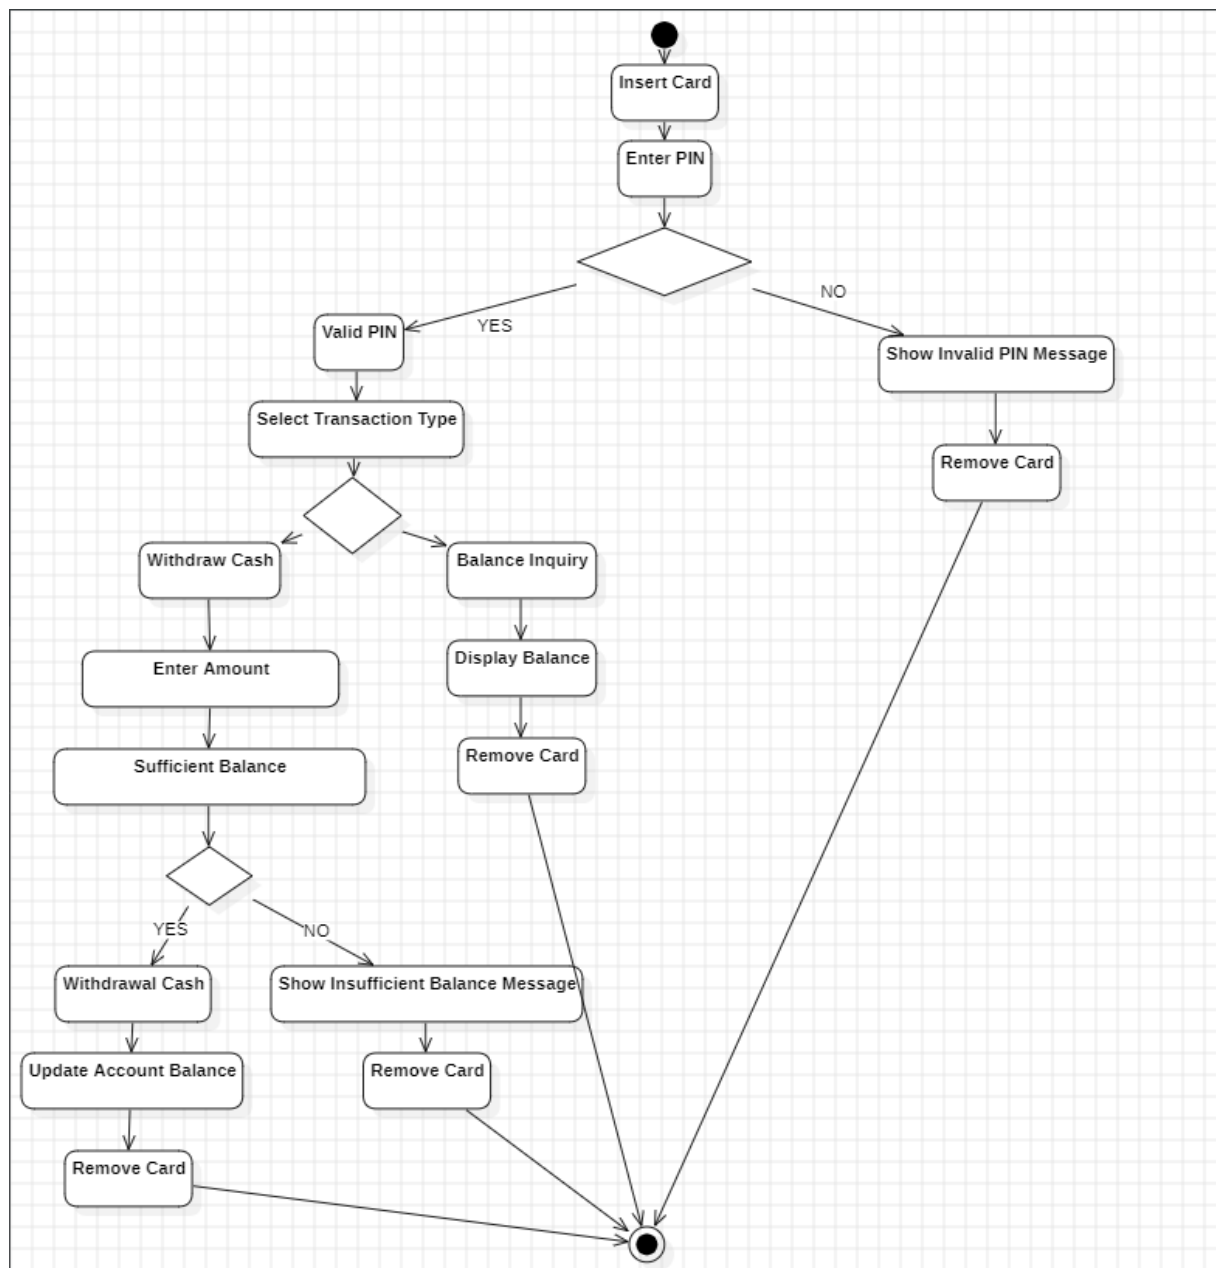 Insert Card
Enter PIN
NO
YES
Valid PIN
Show Invalid PIN Message
Select Transaction Type
Remove Card
Withdraw Cash
Balance Inquiry
Enter Amount
Display Balance
Sufficient Balance
Remove Card
YES
NO
Withdrawal Cash
Show Insufficient Balance Message
Update Account Balance
Remove Card
Remove Card